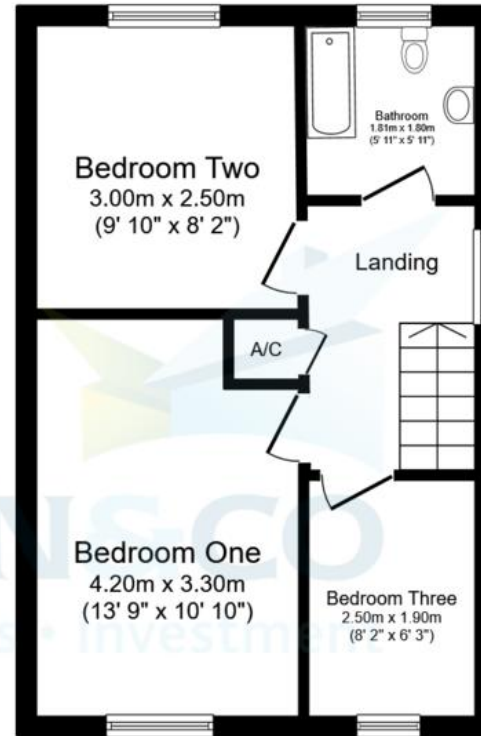 Bedroom Two
3.00m x 2.50m
(9' 10" x 8' 2")
Bathroom
1.81m x 1.80m
(5' 11" x 5' 11")
Landing
A/C
Bedroom One
4.20m x 3.30m
(13' 9" x 10' 10")
Bedroom Three
2.50m x 1.90m
(8' 2" x 6' 3")
N&CO
s • investment